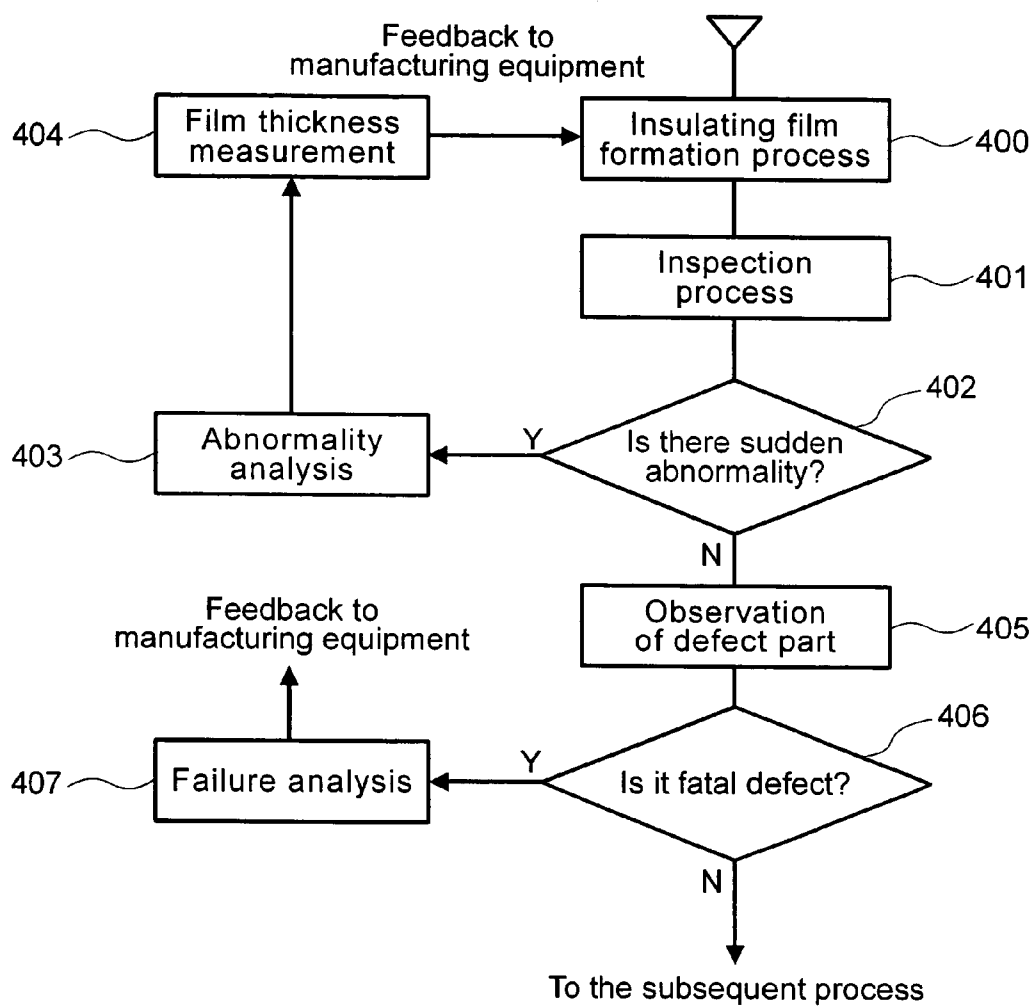 Feedback to
manufacturing equipment
404
Film thickness
measurement
Insulating film
formation process
400
Inspection
process
401
402
403
Abnormality
analysis
Y
Is there sudden
abnormality?
N
Feedback to
manufacturing equipment
Observation
of defect part
405
406
407
Failure analysis
Y
Is it fatal defect?
N
To the subsequent process